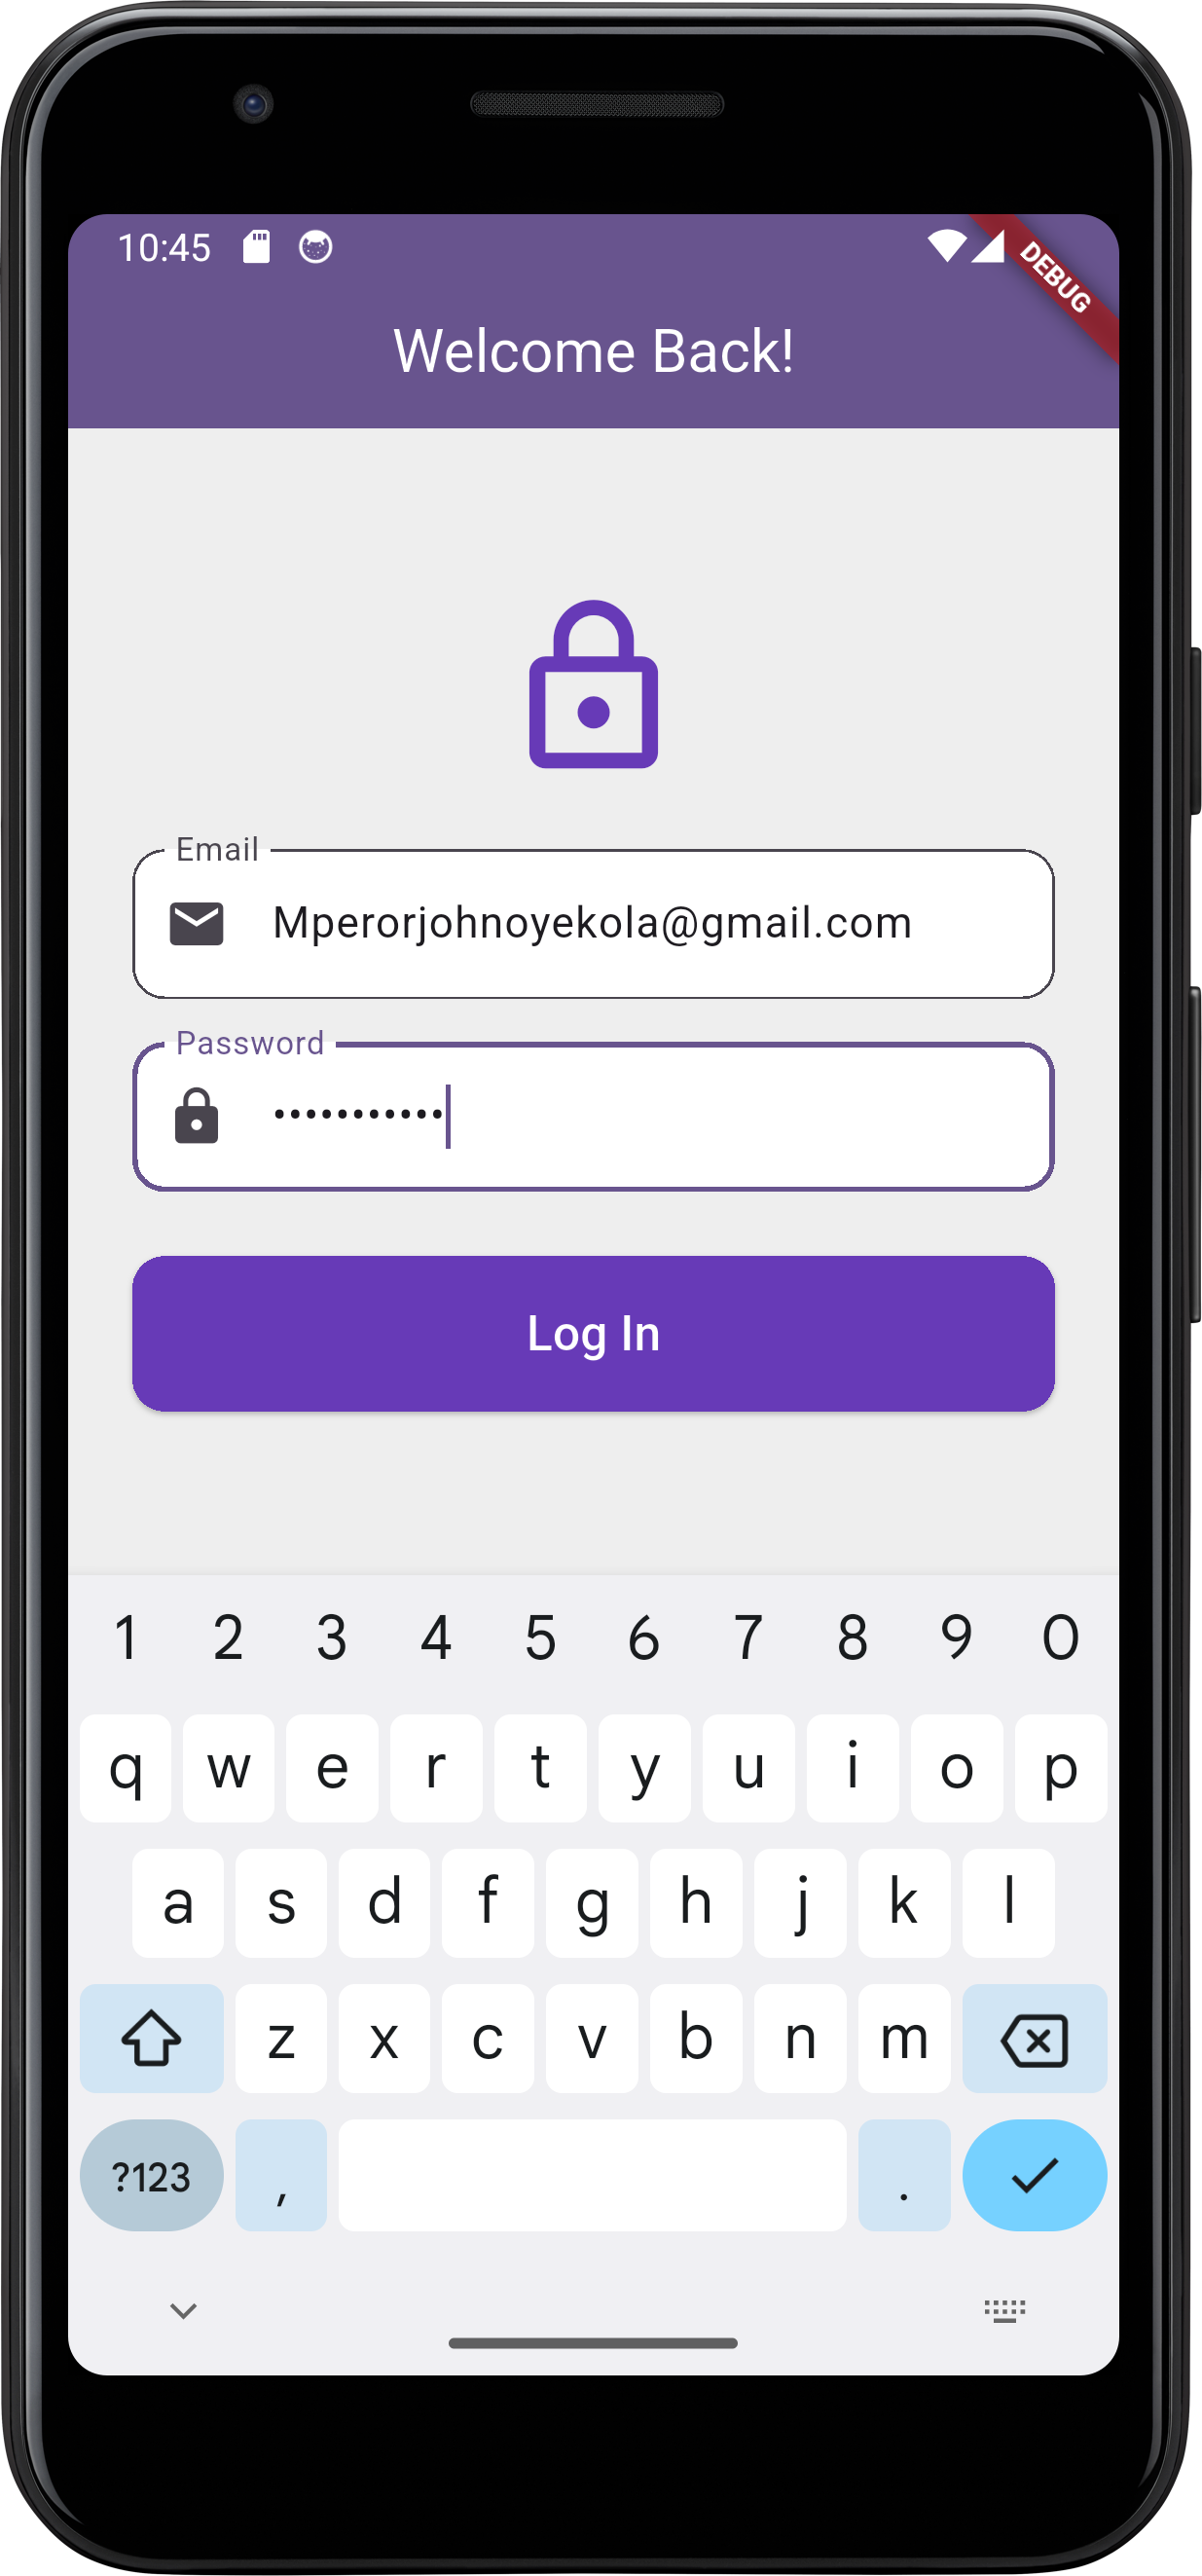 10:45
DEBUG
Welcome Back!
Email
Mperorjohnoyekola@gmail.com
Password
•••••••••••
Log In
1 2 3 4 5 6 7 8 9 0
q w e r t y u i o p
a s d f g h j k l
z x c v b n m
?123 , .